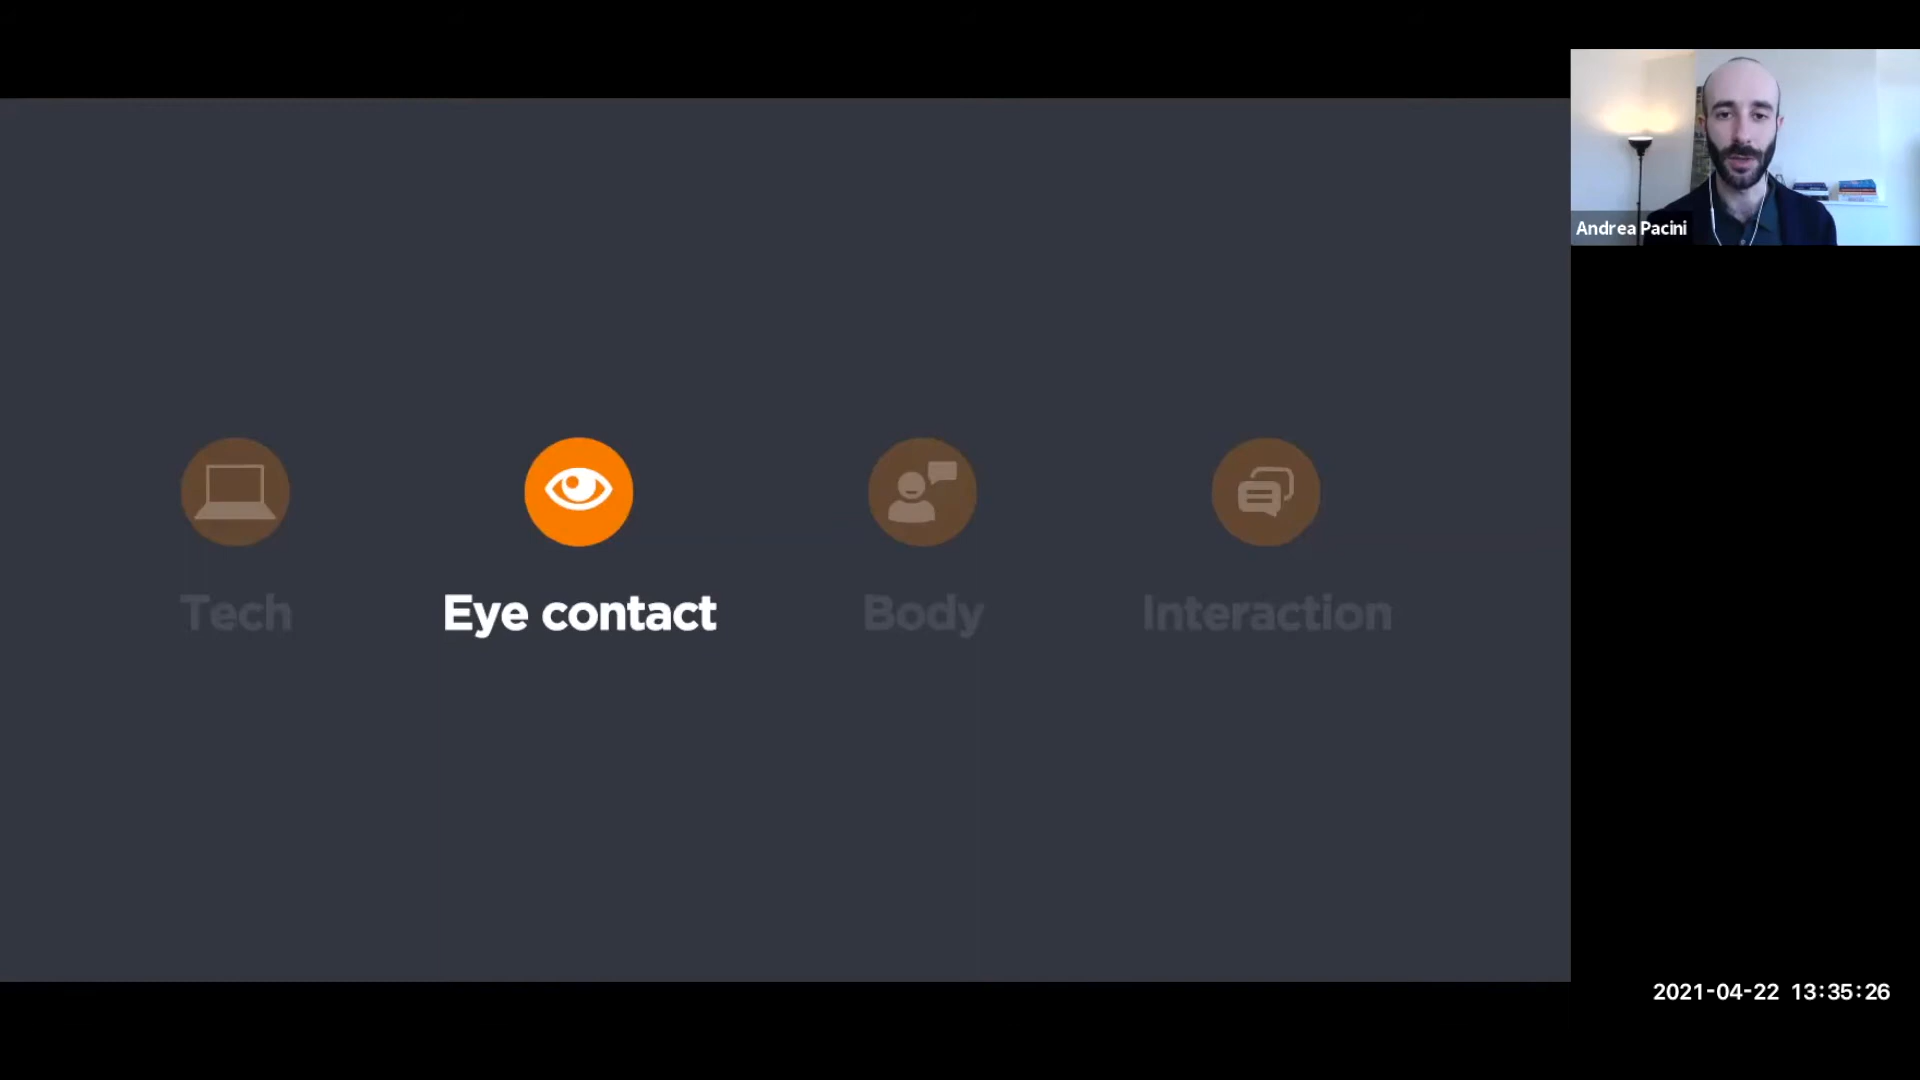 Andrea Pacini
Tech
Eye contact
Body
Interaction
2021-04-22 13:35:26